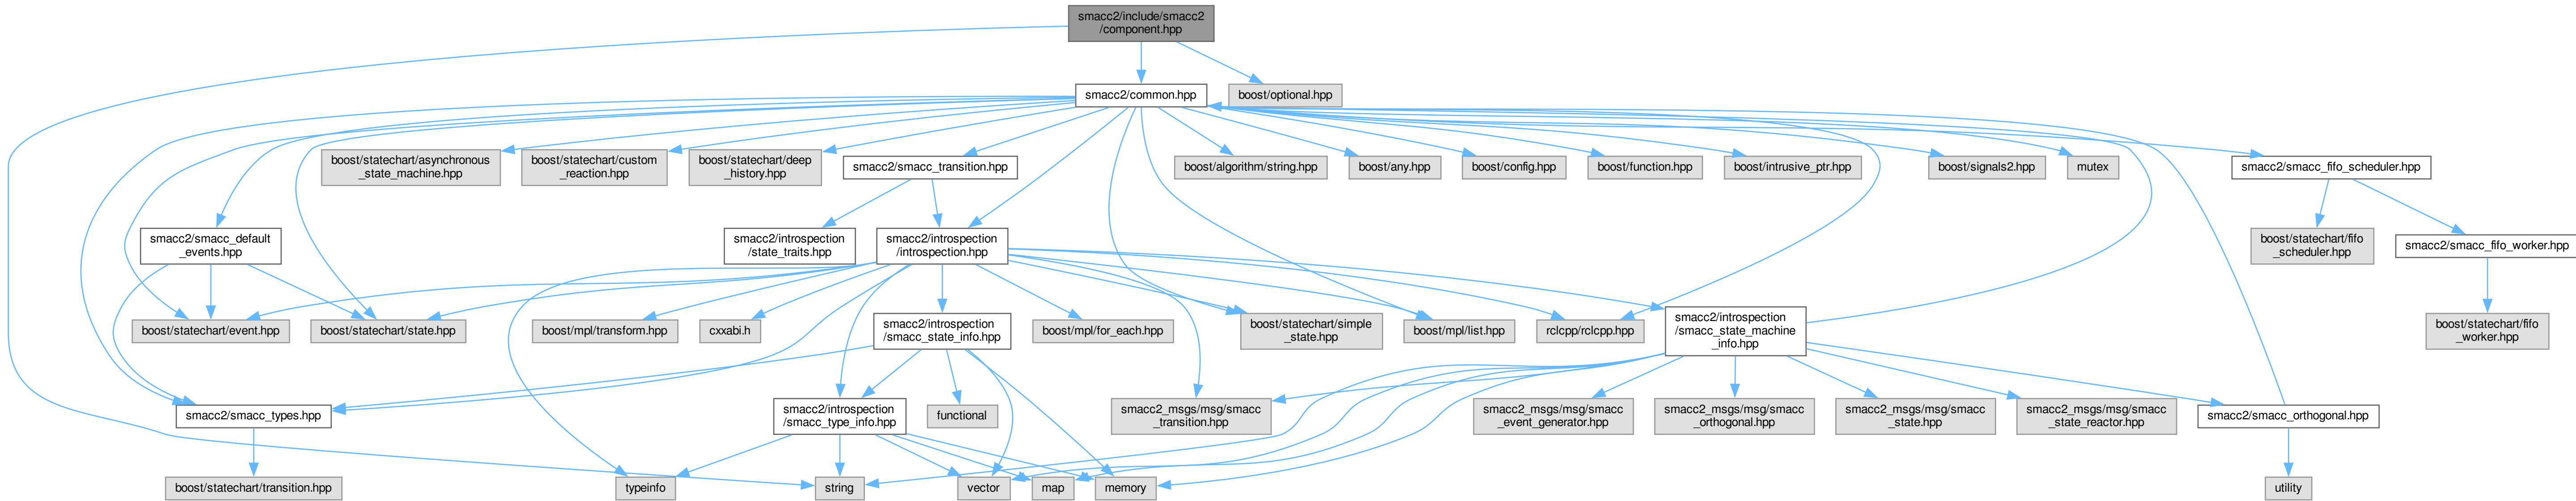 smacc2/include/smacc2
/component.hpp
smacc2/common.hpp
boost/optional.hpp
boost/statechart/asynchronous
_state_machine.hpp
boost/statechart/custom
_reaction.hpp
boost/statechart/deep
_history.hpp
smacc2/smacc_transition.hpp
boost/algorithm/string.hpp
boost/any.hpp
boost/config.hpp
boost/function.hpp
boost/intrusive_ptr.hpp
boost/signals2.hpp
mutex
smacc2/smacc_fifo_scheduler.hpp
smacc2/smacc_default
_events.hpp
smacc2/introspection
/state_traits.hpp
smacc2/introspection
/introspection.hpp
boost/statechart/fifo
_scheduler.hpp
smacc2/smacc_fifo_worker.hpp
boost/statechart/event.hpp
boost/statechart/state.hpp
boost/mpl/transform.hpp
cxxabi.h
smacc2/introspection
/smacc_state_info.hpp
boost/mpl/for_each.hpp
boost/statechart/simple
_state.hpp
boost/mpl/list.hpp
rclcpp/rclcpp.hpp
smacc2/introspection
/smacc_state_machine
_info.hpp
boost/statechart/fifo
_worker.hpp
smacc2/smacc_types.hpp
smacc2/introspection
/smacc_type_info.hpp
functional
smacc2_msgs/msg/smacc
_transition.hpp
smacc2_msgs/msg/smacc
_event_generator.hpp
smacc2_msgs/msg/smacc
_orthogonal.hpp
smacc2_msgs/msg/smacc
_state.hpp
smacc2_msgs/msg/smacc
_state_reactor.hpp
smacc2/smacc_orthogonal.hpp
boost/statechart/transition.hpp
typeinfo
string
vector
map
memory
utility